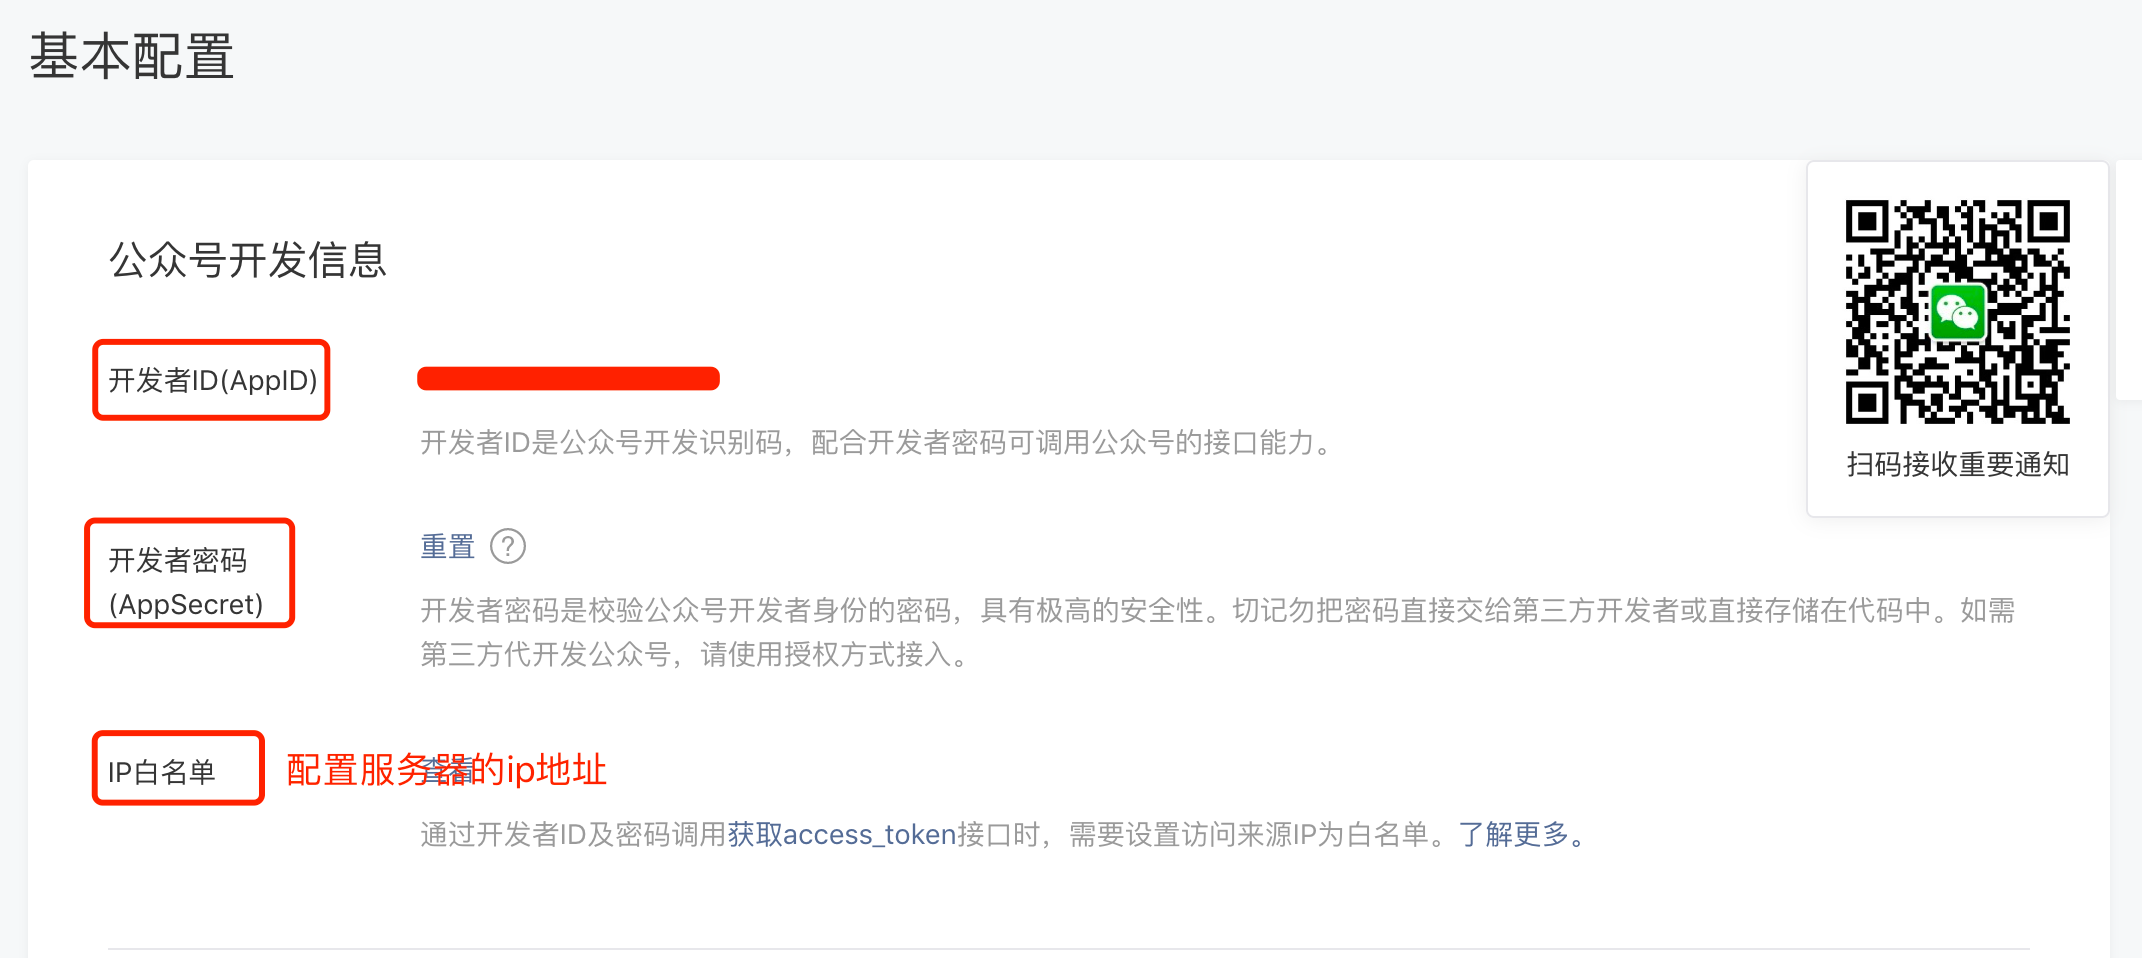 基本配置
公众号开发信息
开发者ID(AppID)
开发者ID是公众号开发识别码，配合开发者密码可调用公众号的接口能力。
扫码接收重要通知
开发者密码
(AppSecret)
重置 ?
开发者密码是校验公众号开发者身份的密码，具有极高的安全性。切记勿把密码直接交给第三方开发者或直接存储在代码中。如需
第三方代开发公众号，请使用授权方式接入。
IP白名单
配置服务器的ip地址
查看
通过开发者ID及密码调用获取access_token接口时，需要设置访问来源IP为白名单。了解更多。